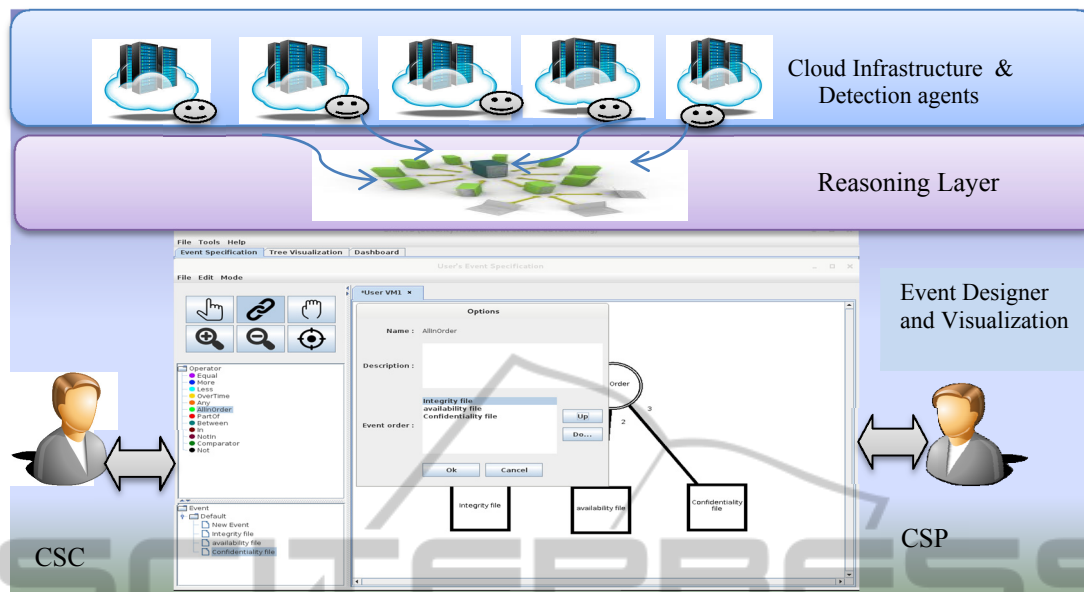 Cloud Infrastructure &
Detection agents
Reasoning Layer
File Tools Help
Event Specification Tree Visualization Dashboard
User's Event Specification
File Edit Mode
*User VM1 ×
Options
Name : AllInOrder
Description :
Integrity file
availability file
Confidentiality file
Event order :
Up
Do...
Ok Cancel
Operator
Equal
More
Less
OverTime
Any
AllInOrder
PartOf
Between
In
NotIn
Comparator
Not
Event
Default
New Event
Integrity file
availability file
Confidentiality file
Order
2
3
Integrity file
availability file
Confidentiality
file
Event Designer
and Visualization
CSC
CSP
SCITEPRESS